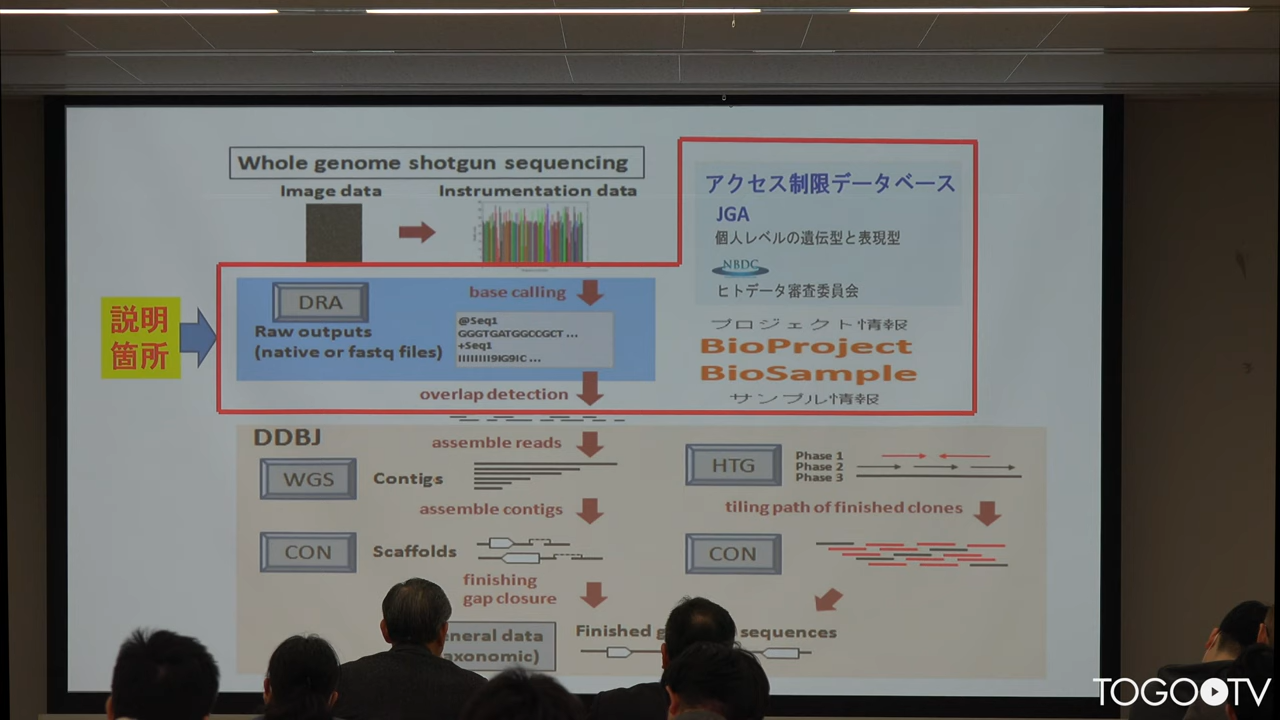 Whole genome shotgun sequencing
Image data
Instrumentation data
アクセス制限データベース
JGA
個人レベルの遺伝型と表現型
NBDC
ヒトデータ審査委員会
プロジェクト情報
BioProject
BioSample
サンプル情報
説明
箇所
DRA
base calling
Raw outputs
(native or fastq files)
@Seq1
GGGTGATGGCCGCT ...
+Seq1
IIIIIIIII9IG9IC ...
overlap detection
DDBJ
assemble reads
WGS
Contigs
assemble contigs
CON
Scaffolds
finishing
gap closure
HTG
Phase 1
Phase 2
Phase 3
tiling path of finished clones
CON
data
Finished
sequences
TOGOTV